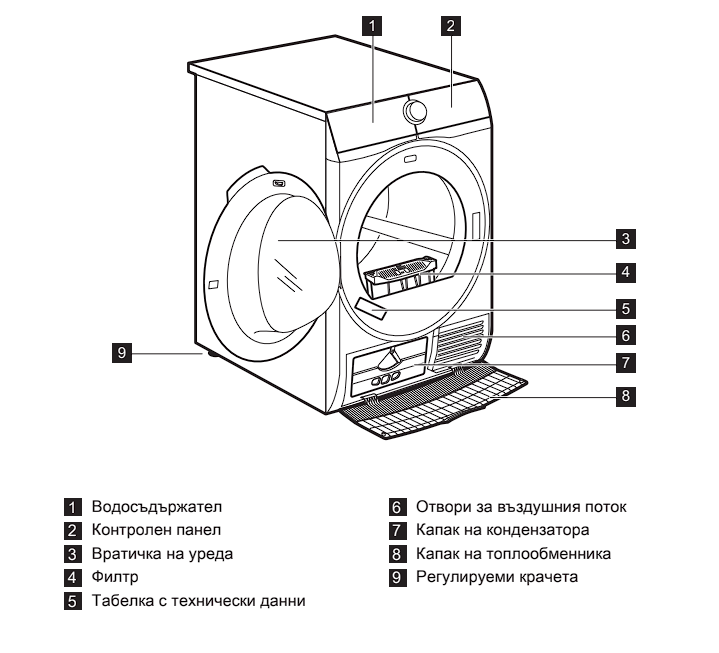 1
2
3
4
5
6
9
7
8
1 Водосъдържател
2 Контролен панел
3 Вратичка на уреда
4 Филтр
5 Табелка с технически данни
6 Отвори за въздушния поток
7 Капак на кондензатора
8 Капак на топлообменника
9 Регулируеми крачета